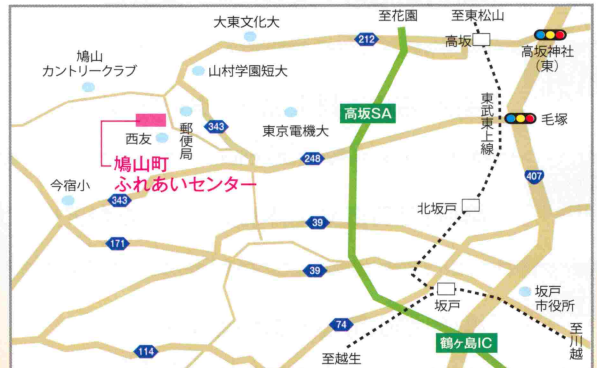 至花園
至東松山
大東文化大
212
高坂
高坂神社
(東)
鳩山
カントリークラブ
山村学園短大
高坂SA
東武東上線
毛塚
西友
郵便局
343
東京電機大
鳩山町
ふれあいセンター
248
407
今宿小
343
北坂戸
39
171
39
坂戸
坂戸
市役所
74
鶴ヶ島IC
至川越
114
至越生